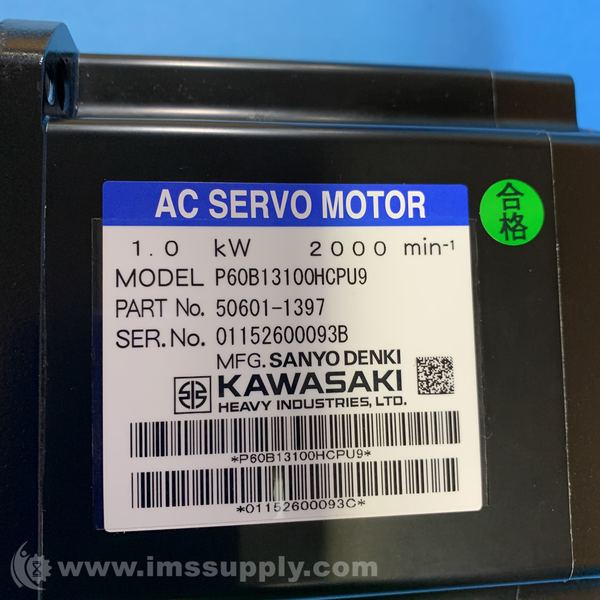 AC SERVO MOTOR
合格
1.0 kW 2000 min-1
MODEL P60B13100HCPU9
PART No. 50601-1397
SER.No. 01152600093B
MFG. SANYO DENKI
KAWASAKI
HEAVY INDUSTRIES, LTD.
*P60B13100HCPU9*
*01152600093C*
www.imssupply.com